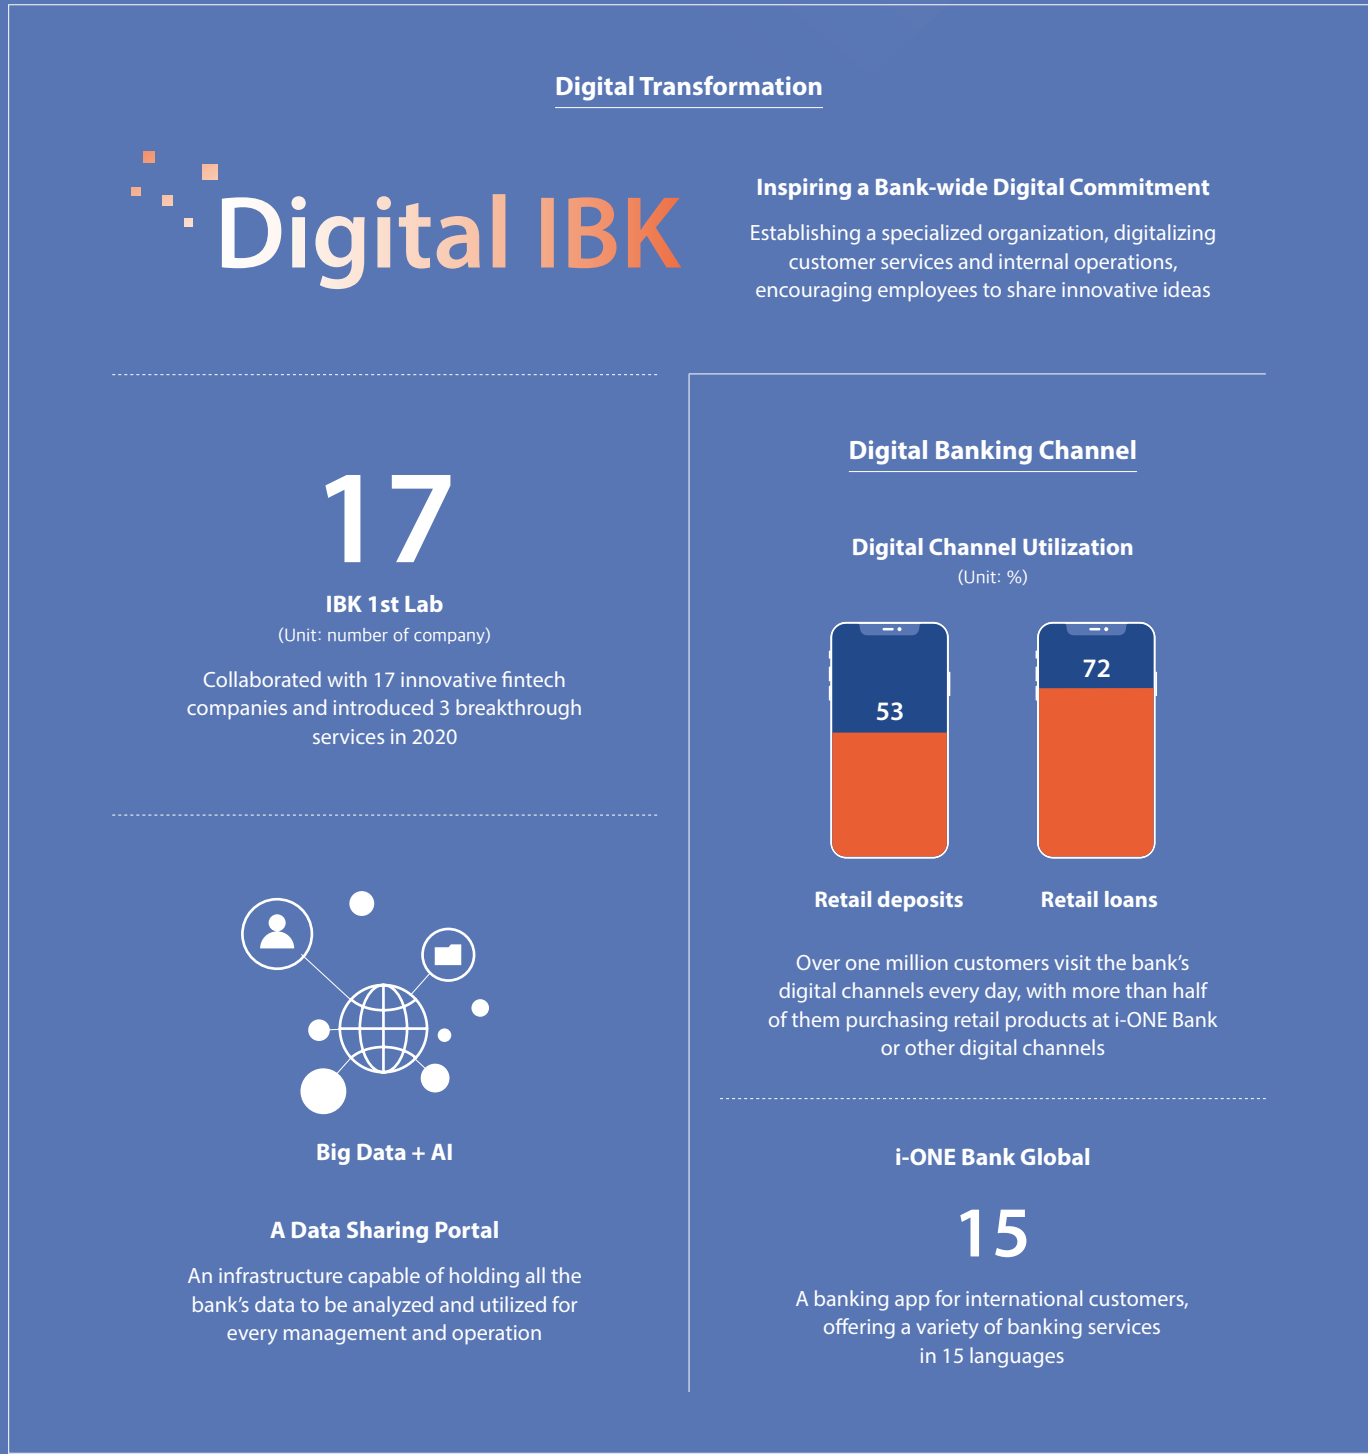 Digital Transformation
Digital IBK
Inspiring a Bank-wide Digital Commitment
Establishing a specialized organization, digitalizing
customer services and internal operations,
encouraging employees to share innovative ideas
17
IBK 1st Lab
(Unit: number of company)
Collaborated with 17 innovative fintech
companies and introduced 3 breakthrough
services in 2020
Big Data + AI
A Data Sharing Portal
An infrastructure capable of holding all the
bank's data to be analyzed and utilized for
every management and operation
Digital Banking Channel
Digital Channel Utilization
(Unit: %)
53
72
Retail deposits
Retail loans
Over one million customers visit the bank's
digital channels every day, with more than half
of them purchasing retail products at i-ONE Bank
or other digital channels
i-ONE Bank Global
15
A banking app for international customers,
offering a variety of banking services
in 15 languages